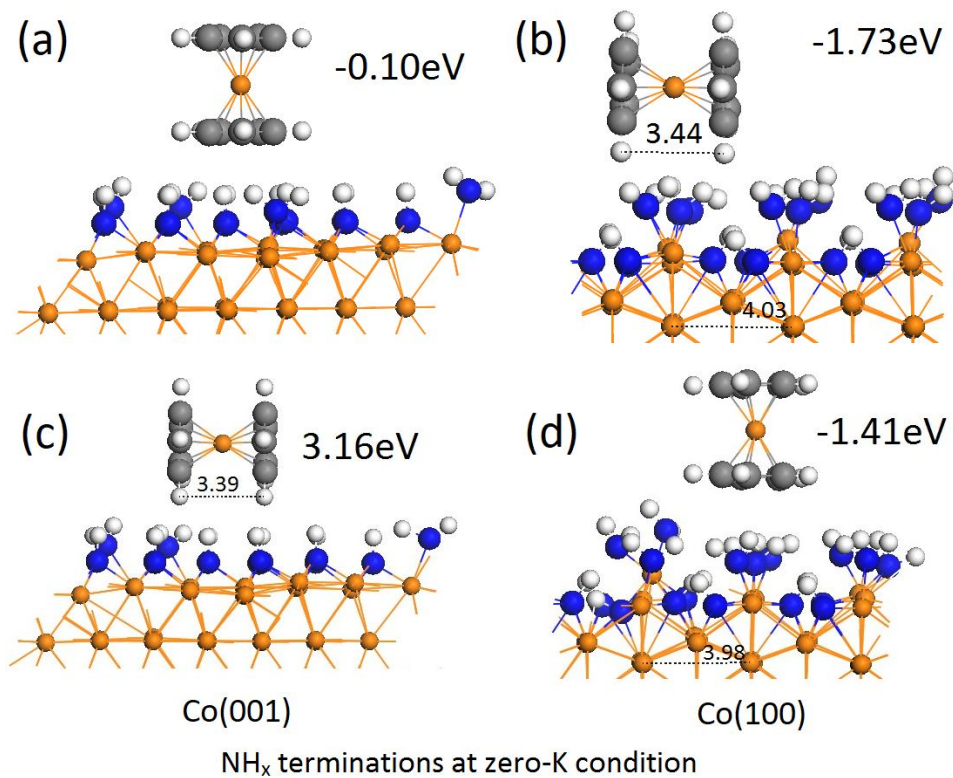 (a)
-0.10eV
(b)
-1.73eV
3.44
4.03
(c)
3.16eV
3.39
(d)
-1.41eV
3.98
Co(001)
Co(100)
NHₓ terminations at zero-K condition